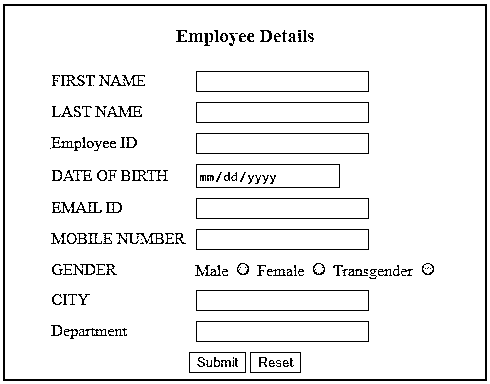 Employee Details
FIRST NAME
LAST NAME
Employee ID
DATE OF BIRTH mm/dd/yyyy
EMAIL ID
MOBILE NUMBER
GENDER Male Female Transgender
CITY
Department
Submit Reset